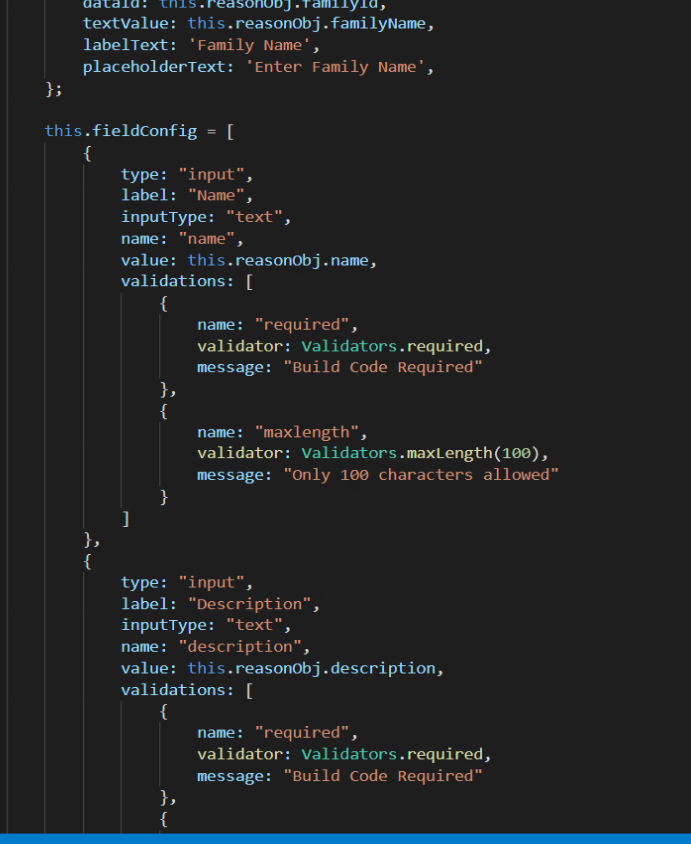 dataId: this.reasonObj.familyId,
textValue: this.reasonObj.familyName,
labelText: 'Family Name',
placeholderText: 'Enter Family Name',
};
this.fieldConfig = [
{
type: "input",
label: "Name",
inputType: "text",
name: "name",
value: this.reasonObj.name,
validations: [
{
name: "required",
validator: Validators.required,
message: "Build Code Required"
},
{
name: "maxlength",
validator: Validators.maxLength(100),
message: "Only 100 characters allowed"
}
]
},
{
type: "input",
label: "Description",
inputType: "text",
name: "description",
value: this.reasonObj.description,
validations: [
{
name: "required",
validator: Validators.required,
message: "Build Code Required"
},
{